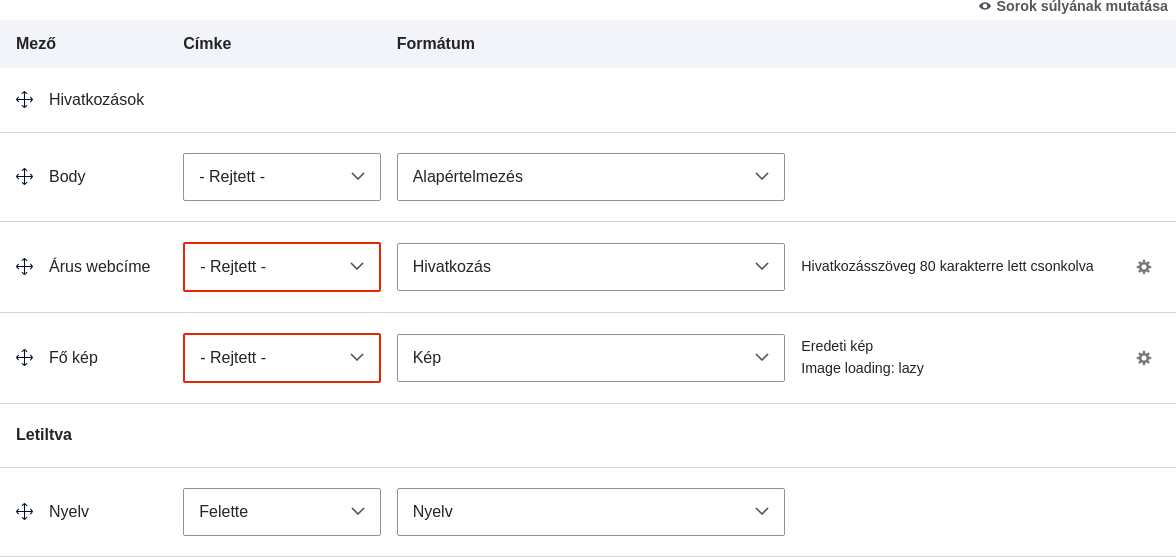 Sorok súlyának mutatása
Mező Címke Formátum
Hivatkozások
Body - Rejtett - Alapértelmezés
Árus webcíme - Rejtett - Hivatkozás Hivatkozásszöveg 80 karakterre lett csonkolva
Fő kép - Rejtett - Kép Eredeti kép
Image loading: lazy
Letiltva
Nyelv Felette Nyelv